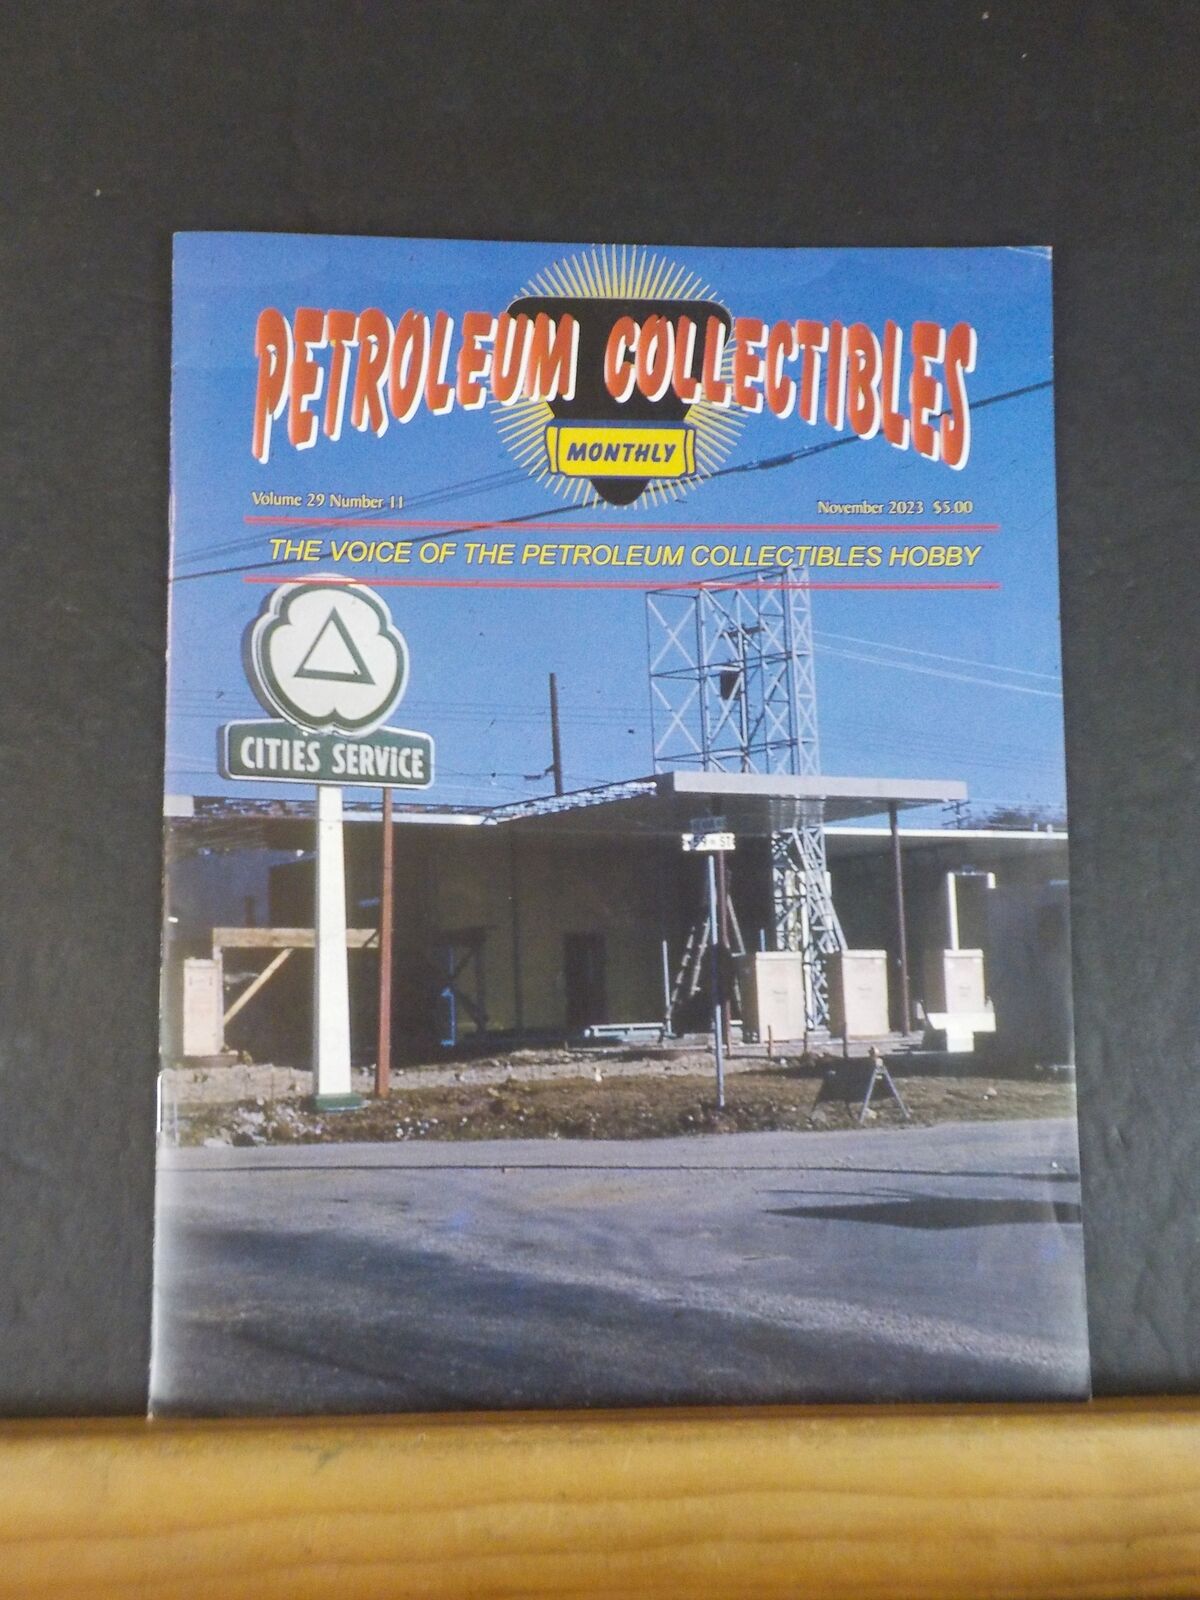 PETROLEUM COLLECTIBLES
MONTHLY
Volume 29 Number 11
November 2023 $5.00
THE VOICE OF THE PETROLEUM COLLECTIBLES HOBBY
CITIES SERVICE